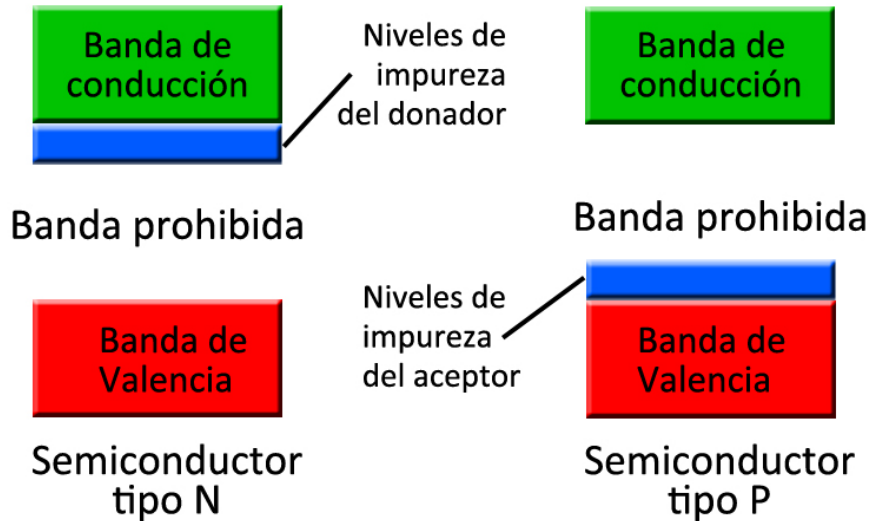 Banda de
conducción
Niveles de
impureza
del donador
Banda de
conducción
Banda prohibida
Banda prohibida
Banda de
Valencia
Niveles de
impureza
del aceptor
Banda de
Valencia
Semiconductor
tipo N
Semiconductor
tipo P